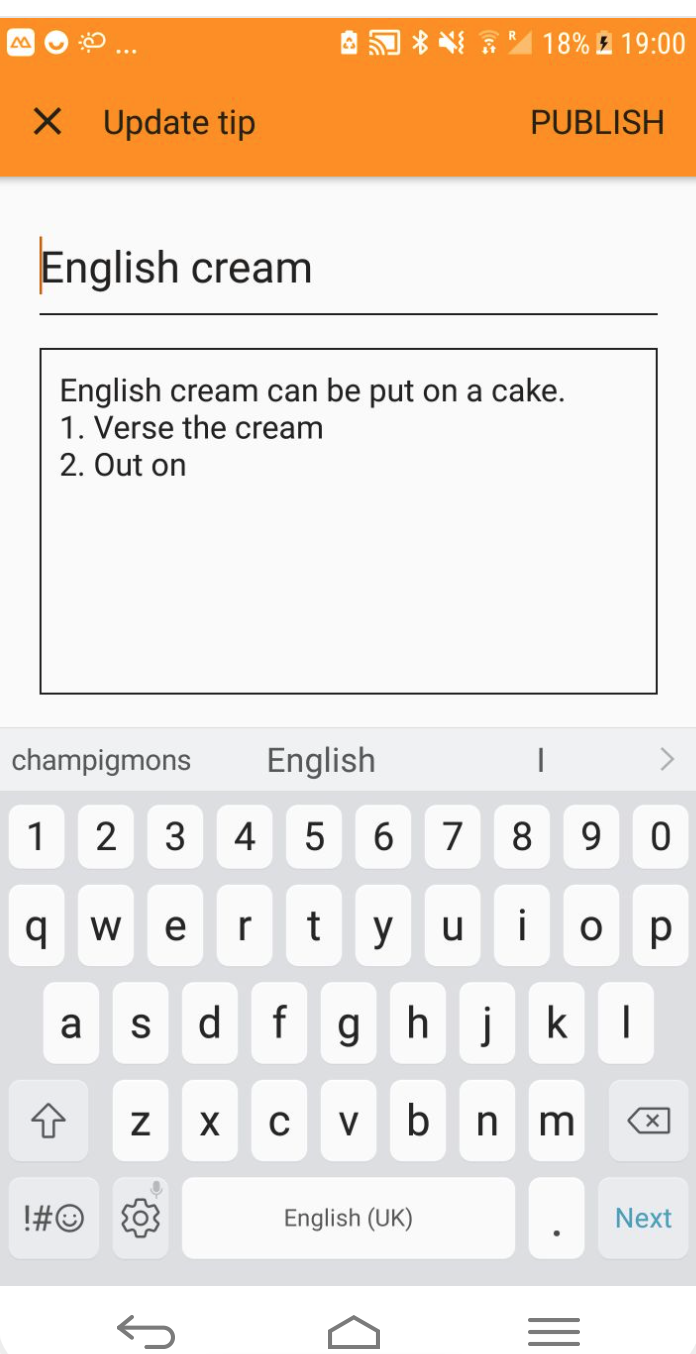 ... R 18% 19:00
Update tip PUBLISH
English cream
English cream can be put on a cake.
1. Verse the cream
2. Out on
champigmons English I
1 2 3 4 5 6 7 8 9 0
q w e r t y u i o p
a s d f g h j k l
z x c v b n m
!#☺ English (UK) . Next